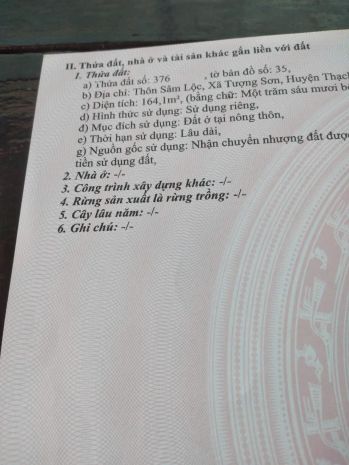 II. Thửa đất, nhà ở và tài sản khác gắn liền với đất
1. Thửa đất:
a) Thửa đất số: 376 , tờ bản đồ số: 35,
b) Địa chỉ: Thôn Sâm Lộc, Xã Tượng Sơn, Huyện Thạch
c) Diện tích: 164,1m², (bằng chữ: Một trăm sáu mươi
d) Hình thức sử dụng: Sử dụng riêng,
đ) Mục đích sử dụng: Đất ở tại nông thôn,
e) Thời hạn sử dụng: Lâu dài,
g) Nguồn gốc sử dụng: Nhận chuyển nhượng đất được
tiền sử dụng đất,
2. Nhà ở: -/-
3. Công trình xây dựng khác: -/-
4. Rừng sản xuất là rừng trồng: -/-
5. Cây lâu năm: -/-
6. Ghi chú: -/-